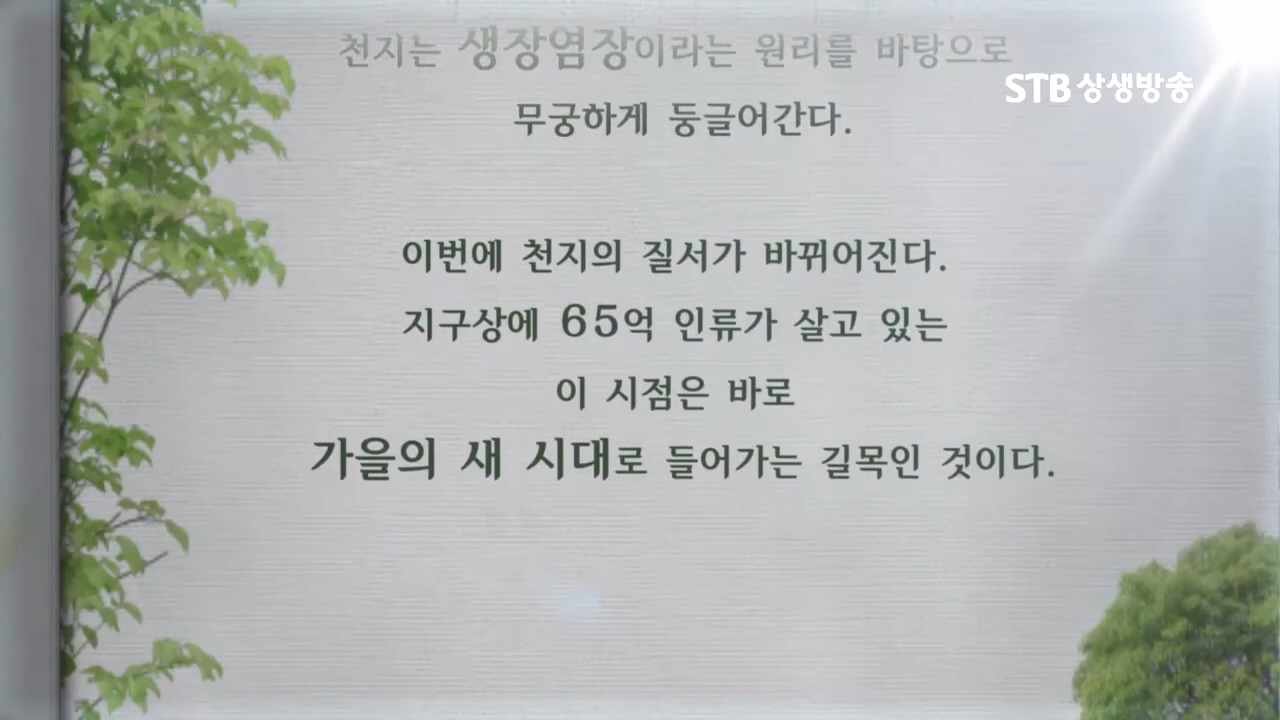 천지는 생장염장이라는 원리를 바탕으로
STB 상생방송
무궁하게 둥글어간다.
이번에 천지의 질서가 바뀌어진다.
지구상에 65억 인류가 살고 있는
이 시점은 바로
가을의 새 시대로 들어가는 길목인 것이다.